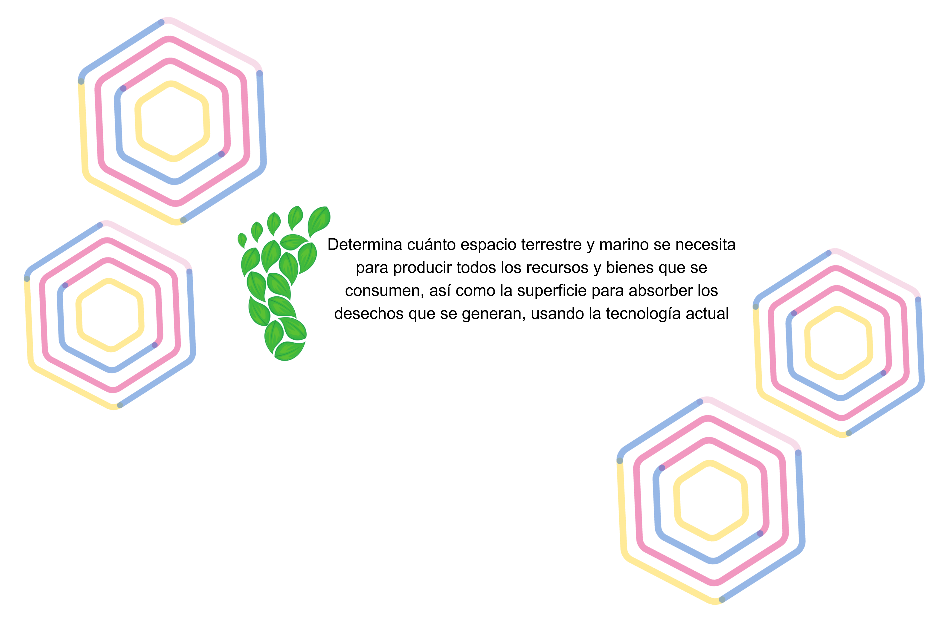 Determina cuánto espacio terrestre y marino se necesita
para producir todos los recursos y bienes que se
consumen, así como la superficie para absorber los
desechos que se generan, usando la tecnología actual